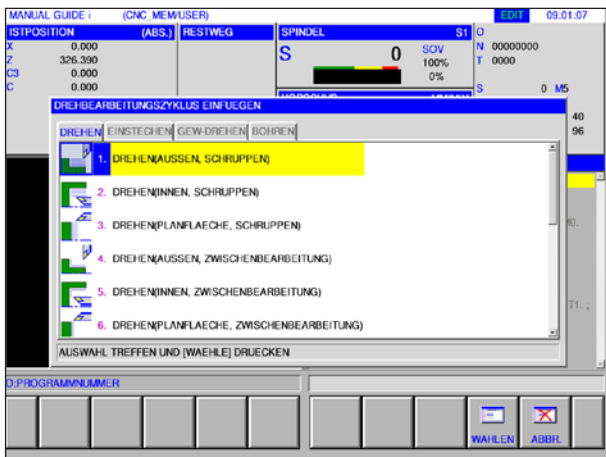 MANUAL GUIDE i (CNC_MEM/USER) EDIT 09.01.07
ISTPOSITION (ABS.) RESTWEG SPINDEL S1 O
X 0.000 S 0 SOV N 00000000
Z 326.390 100% T 0000
C3 0.000 0%
C 0.000 S 0 M5
DREHBEARBEITUNGSZYKLUS EINFUEGEN
40
DREHEN EINSTECHEN GEW-DREHEN BOHREN
96
1. DREHEN(AUSSEN, SCHRUPPEN)
2. DREHEN(INNEN, SCHRUPPEN)
3. DREHEN(PLANFLAECHE, SCHRUPPEN)
4. DREHEN(AUSSEN, ZWISCHENBEARBEITUNG)
5. DREHEN(INNEN, ZWISCHENBEARBEITUNG)
T1. ;
6. DREHEN(PLANFLAECHE, ZWISCHENBEARBEITUNG)
AUSWAHL TREFFEN UND [WAEHLE] DRUECKEN
O:PROGRAMMNUMMER
WAHLEN ABBR.